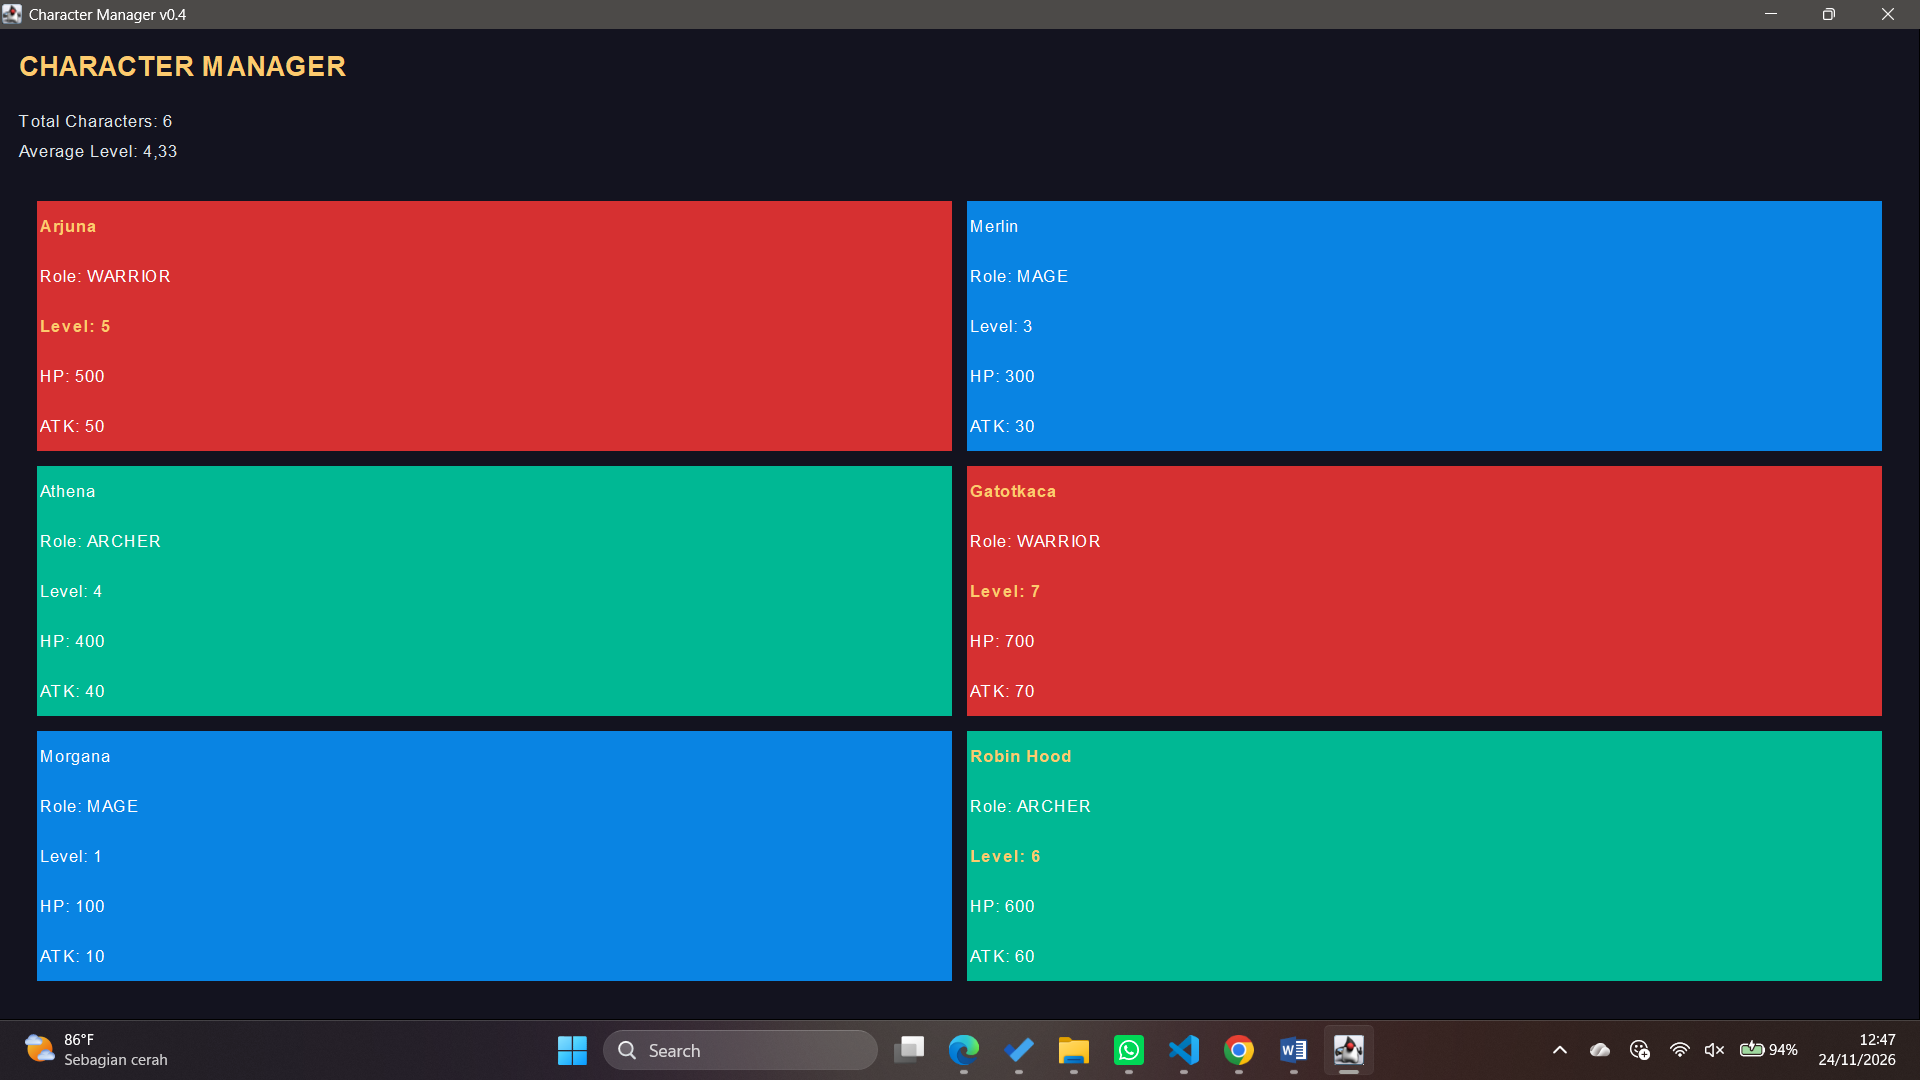 Character Manager v0.4
CHARACTER MANAGER
Total Characters: 6
Average Level: 4,33
Arjuna
Role: WARRIOR
Level: 5
HP: 500
ATK: 50
Merlin
Role: MAGE
Level: 3
HP: 300
ATK: 30
Athena
Role: ARCHER
Level: 4
HP: 400
ATK: 40
Gatotkaca
Role: WARRIOR
Level: 7
HP: 700
ATK: 70
Morgana
Role: MAGE
Level: 1
HP: 100
ATK: 10
Robin Hood
Role: ARCHER
Level: 6
HP: 600
ATK: 60
86°F
Sebagian cerah
Search
94%
12:47
24/11/2026